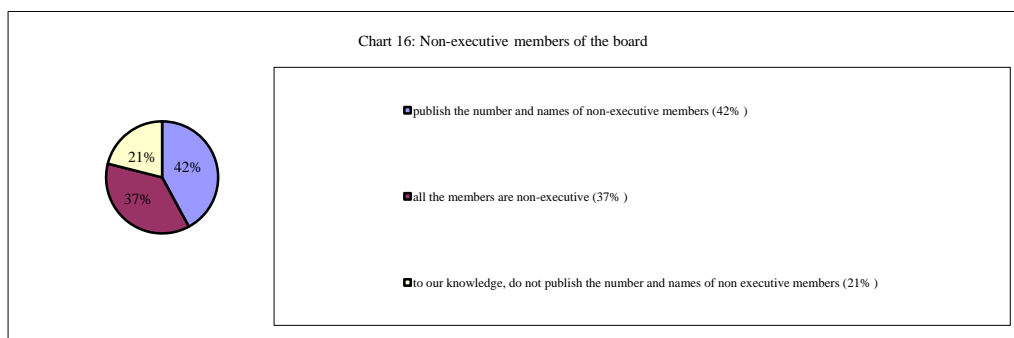 Chart 16: Non-executive members of the board
publish the number and names of non-executive members (42% )
21%
42%
all the members are non-executive (37% )
37%
to our knowledge, do not publish the number and names of non executive members (21% )